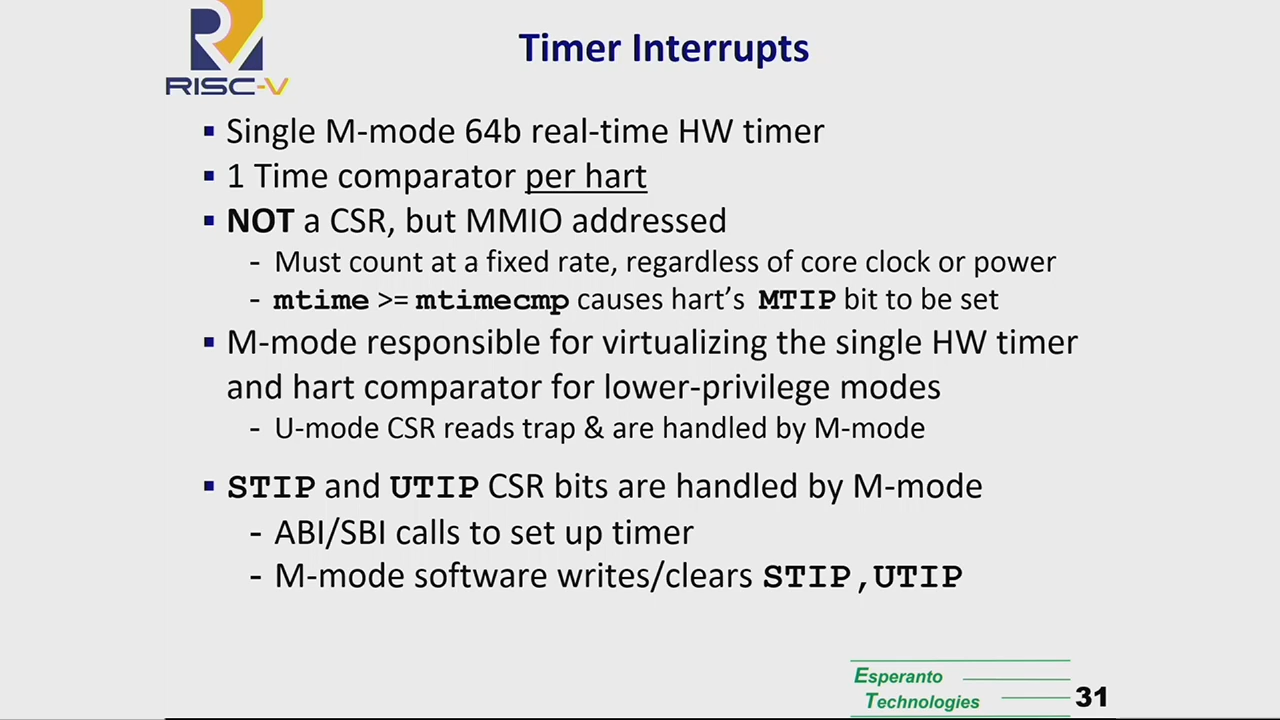 RISC-V
Timer Interrupts
▪ Single M-mode 64b real-time HW timer
▪ 1 Time comparator per hart
▪ NOT a CSR, but MMIO addressed
- Must count at a fixed rate, regardless of core clock or power
- mtime >= mtimecmp causes hart’s MTIP bit to be set
▪ M-mode responsible for virtualizing the single HW timer
and hart comparator for lower-privilege modes
- U-mode CSR reads trap & are handled by M-mode
▪ STIP and UTIP CSR bits are handled by M-mode
- ABI/SBI calls to set up timer
- M-mode software writes/clears STIP,UTIP
Esperanto
Technologies
31